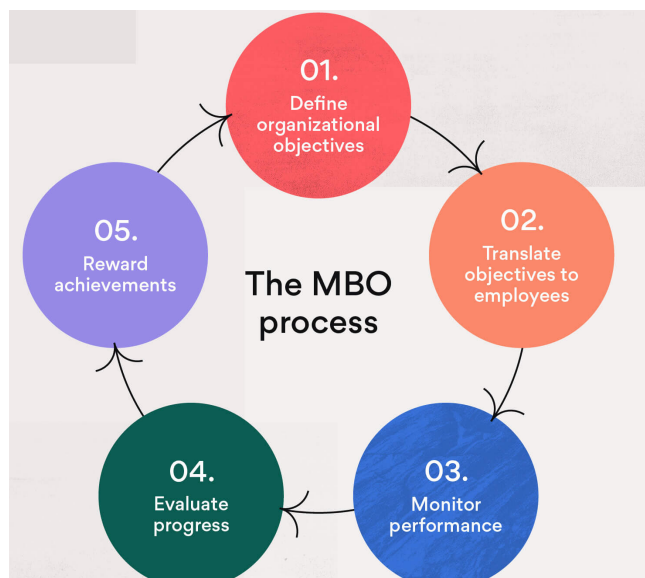 01.
Define
organizational
objectives
02.
Translate
objectives to
employees
03.
Monitor
performance
04.
Evaluate
progress
05.
Reward
achievements
The MBO
process